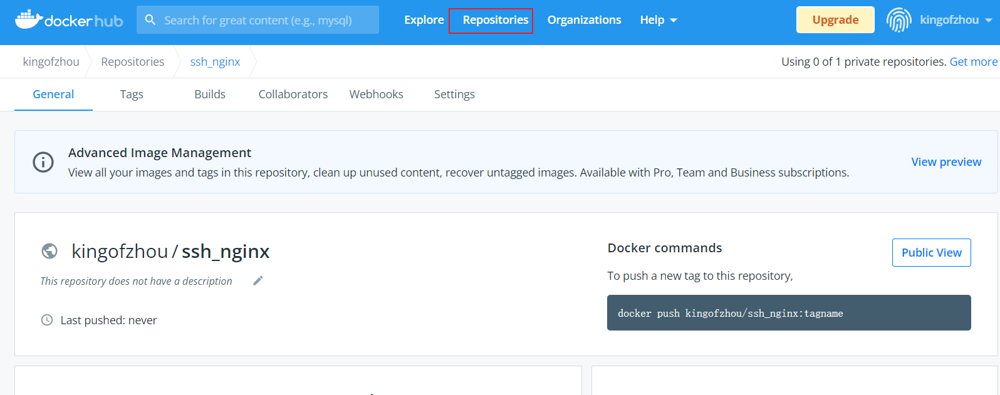 dockerhub
Search for great content (e.g., mysql)
Explore
Repositories
Organizations
Help
Upgrade
kingofzhou
kingofzhou
Repositories
ssh_nginx
Using 0 of 1 private repositories. Get more
General
Tags
Builds
Collaborators
Webhooks
Settings
Advanced Image Management
View all your images and tags in this repository, clean up unused content, recover untagged images. Available with Pro, Team and Business subscriptions.
View preview
kingofzhou / ssh_nginx
This repository does not have a description
Last pushed: never
Docker commands
Public View
To push a new tag to this repository,
docker push kingofzhou/ssh_nginx:tagname